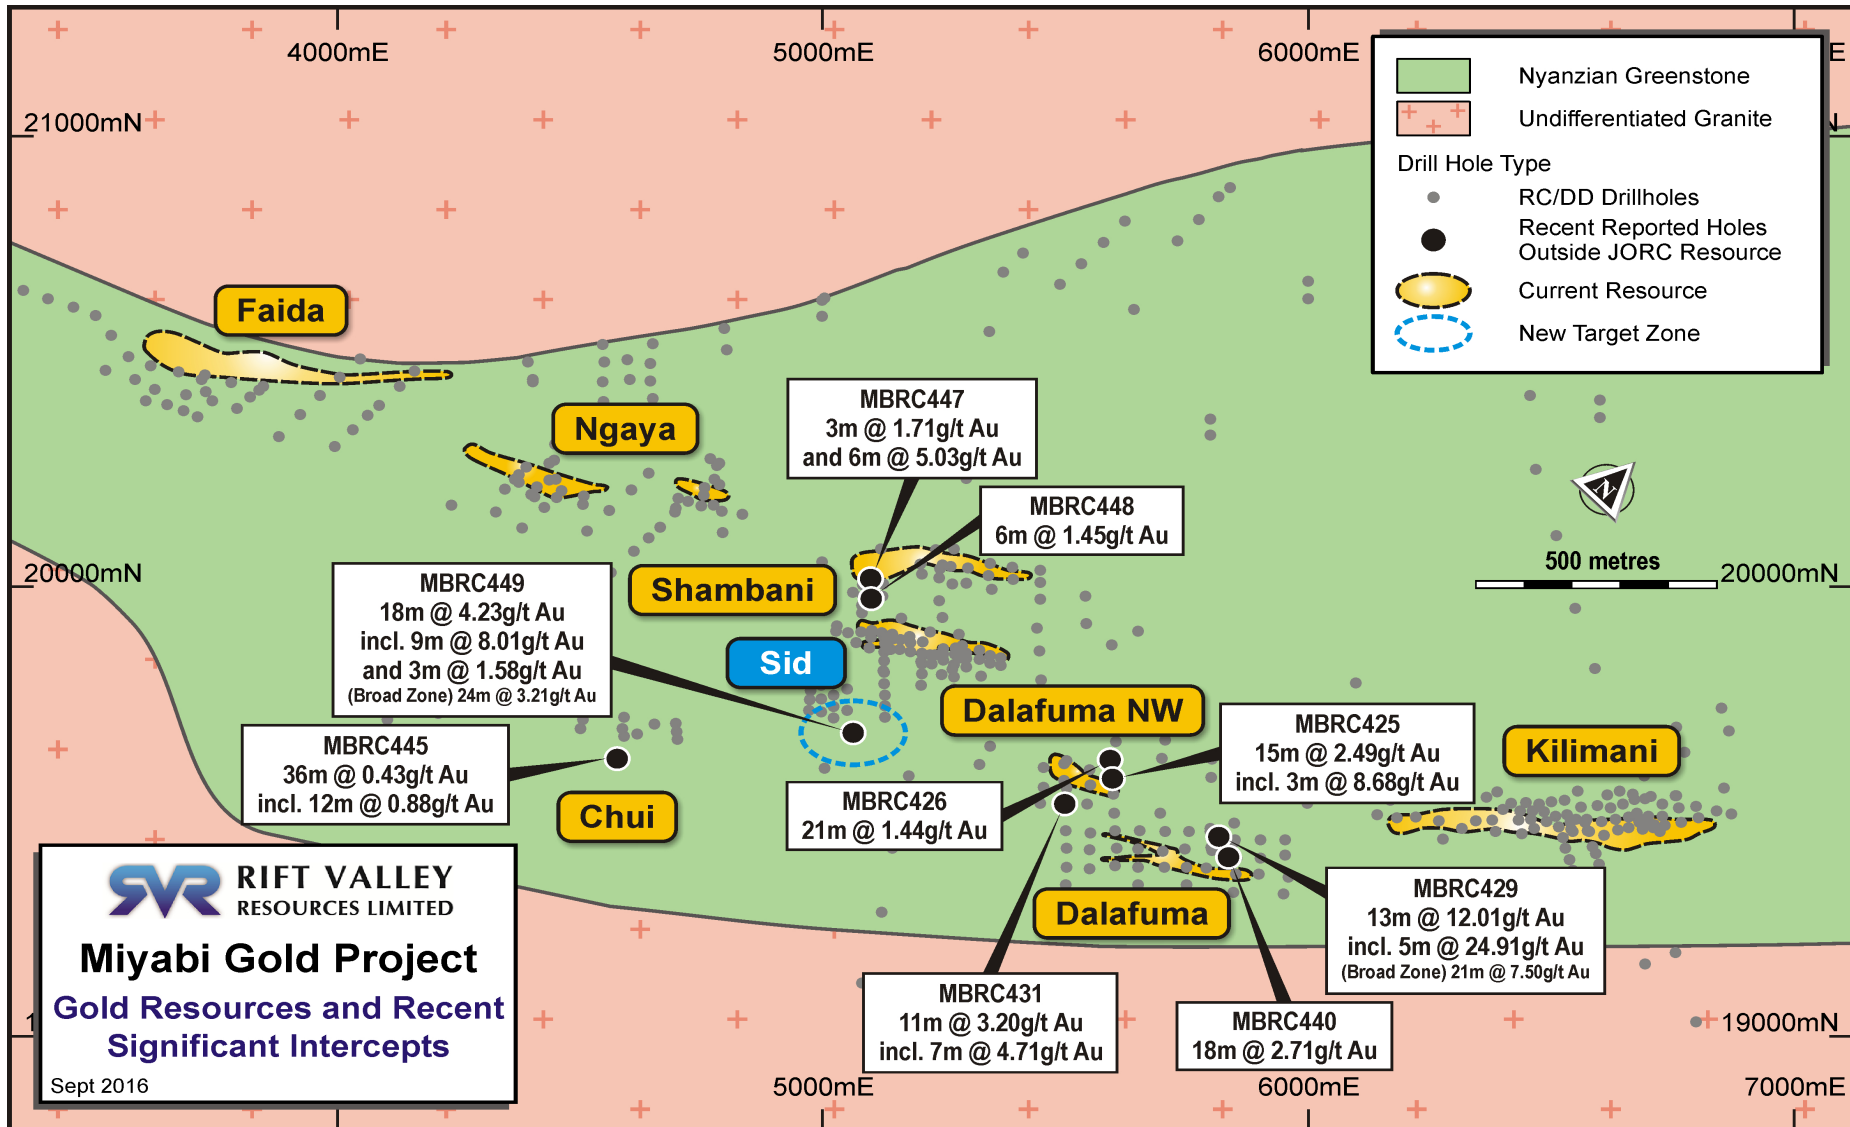 4000mE
5000mE
6000mE
E
21000mN
N
Nyanzian Greenstone
Undifferentiated Granite
Drill Hole Type
RC/DD Drillholes
Recent Reported Holes
Outside JORC Resource
Current Resource
New Target Zone
Faida
Ngaya
MBRC447
3m @ 1.71g/t Au
and 6m @ 5.03g/t Au
MBRC448
6m @ 1.45g/t Au
N
500 metres
20000mN
20000mN
MBRC449
18m @ 4.23g/t Au
incl. 9m @ 8.01g/t Au
and 3m @ 1.58g/t Au
(Broad Zone) 24m @ 3.21g/t Au
Shambani
Sid
Dalafuma NW
MBRC445
36m @ 0.43g/t Au
incl. 12m @ 0.88g/t Au
Chui
MBRC425
15m @ 2.49g/t Au
incl. 3m @ 8.68g/t Au
Kilimani
MBRC426
21m @ 1.44g/t Au
Dalafuma
MBRC429
13m @ 12.01g/t Au
incl. 5m @ 24.91g/t Au
(Broad Zone) 21m @ 7.50g/t Au
MBRC431
11m @ 3.20g/t Au
incl. 7m @ 4.71g/t Au
MBRC440
18m @ 2.71g/t Au
SVR RIFT VALLEY
RESOURCES LIMITED
Miyabi Gold Project
Gold Resources and Recent
Significant Intercepts
Sept 2016
1
19000mN
5000mE
6000mE
7000mE